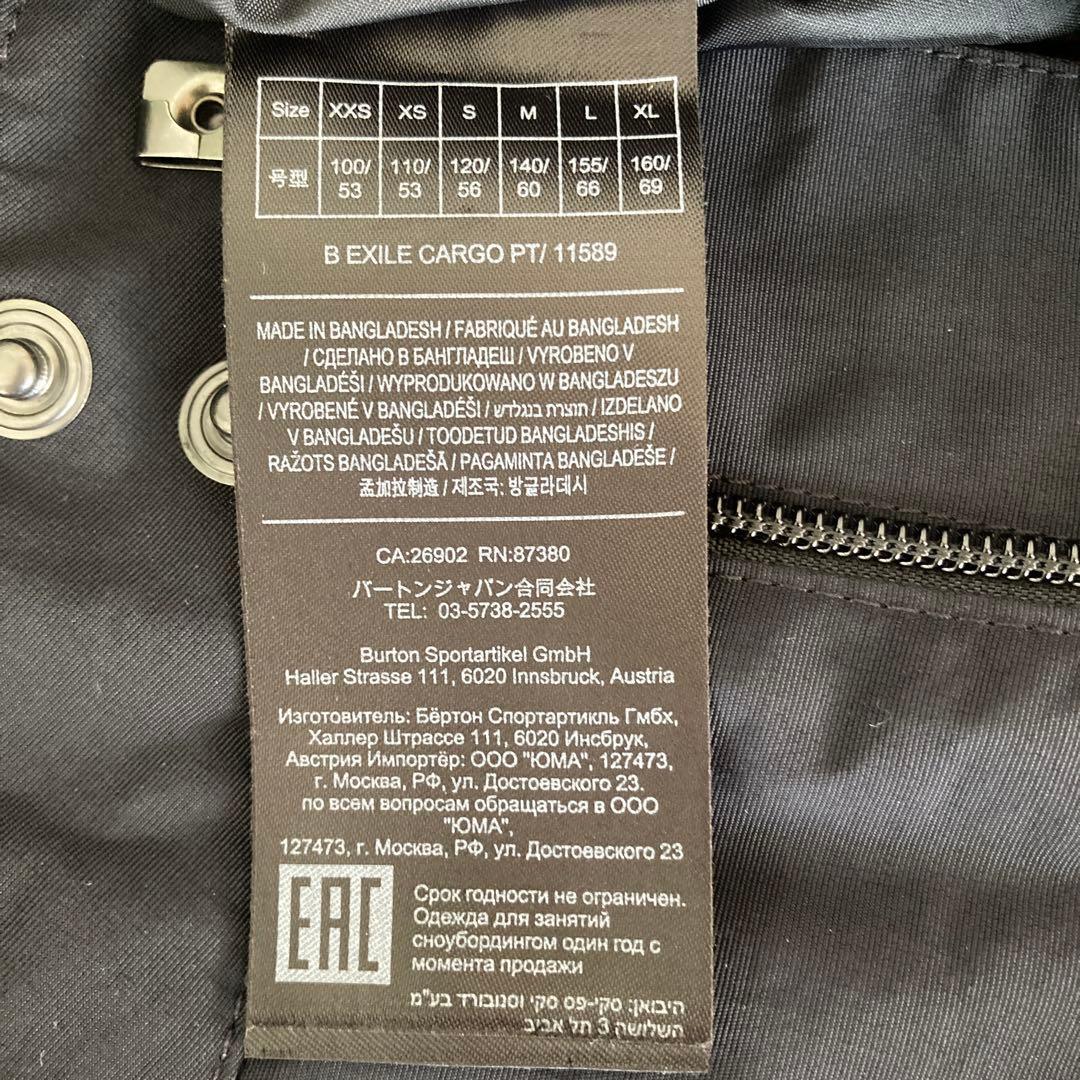 Size XXS XS S M L XL
号型 100/53 110/53 120/56 140/60 155/66 160/69
B EXILE CARGO PT/ 11589
MADE IN BANGLADESH / FABRIQUÉ AU BANGLADESH
/ СДЕЛАНО В БАНГЛАДЕШ / VYROBENO V
BANGLADÉŠI / WYPRODUKOWANO W BANGLADESZU
/ VYROBENÉ V BANGLADÉŠI / תוצרת בנגלדש / IZDELANO
V BANGLADEŠU / TOODETUD BANGLADESHIS /
RAŽOTS BANGLADEŠĀ / PAGAMINTA BANGLADEŠE /
孟加拉制造 / 제조국: 방글라데시
CA:26902 RN:87380
バートンジャパン合同会社
TEL: 03-5738-2555
Burton Sportartikel GmbH
Haller Strasse 111, 6020 Innsbruck, Austria
Изготовитель: Бёртон Спортартикль Гмбх,
Халлер Штрассе 111, 6020 Инсбрук,
Австрия Импортёр: ООО "ЮМА", 127473,
г. Москва, РФ, ул. Достоевского 23.
по всем вопросам обращаться в ООО
"ЮМА",
127473, г. Москва, РФ, ул. Достоевского 23
EAC
Срок годности не ограничен.
Одежда для занятий
сноубордингом один год с
момента продажи
היבואן: סקי-פס סקי וסנובורד בע"מ
השלושה 3 תל אביב